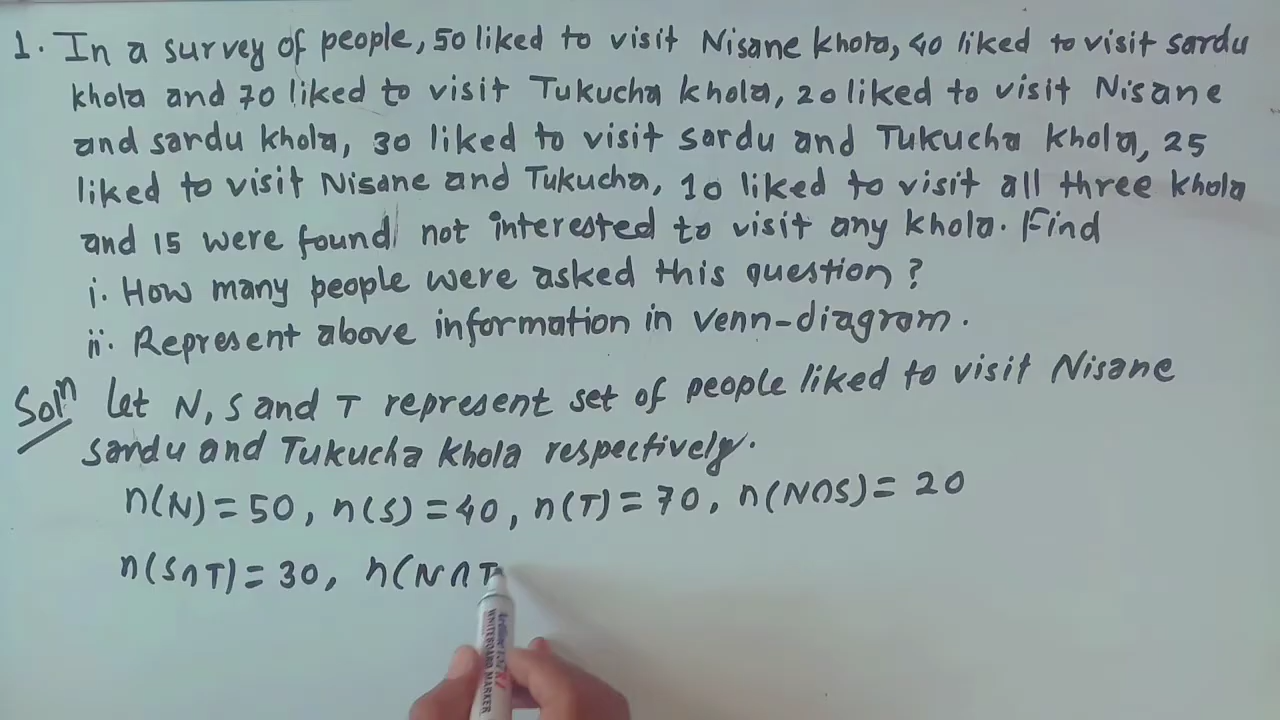 1. In a survey of people, 50 liked to visit Nisane khola, 40 liked to visit sardu
khola and 70 liked to visit Tukucha khola, 20 liked to visit Nisane
and sardu khola, 30 liked to visit sardu and Tukucha khola, 25
liked to visit Nisane and Tukucha, 10 liked to visit all three khola
and 15 were found not interested to visit any khola. Find
i. How many people were asked this question?
ii. Represent above information in venn-diagram.
Solⁿ Let N, S and T represent set of people liked to visit Nisane
sardu and Tukucha khola respectively.
n(N) = 50, n(S) = 40, n(T) = 70, n(N∩S) = 20
n(S∩T) = 30, n(N∩T
Artline
WHITEBOARD MARKER